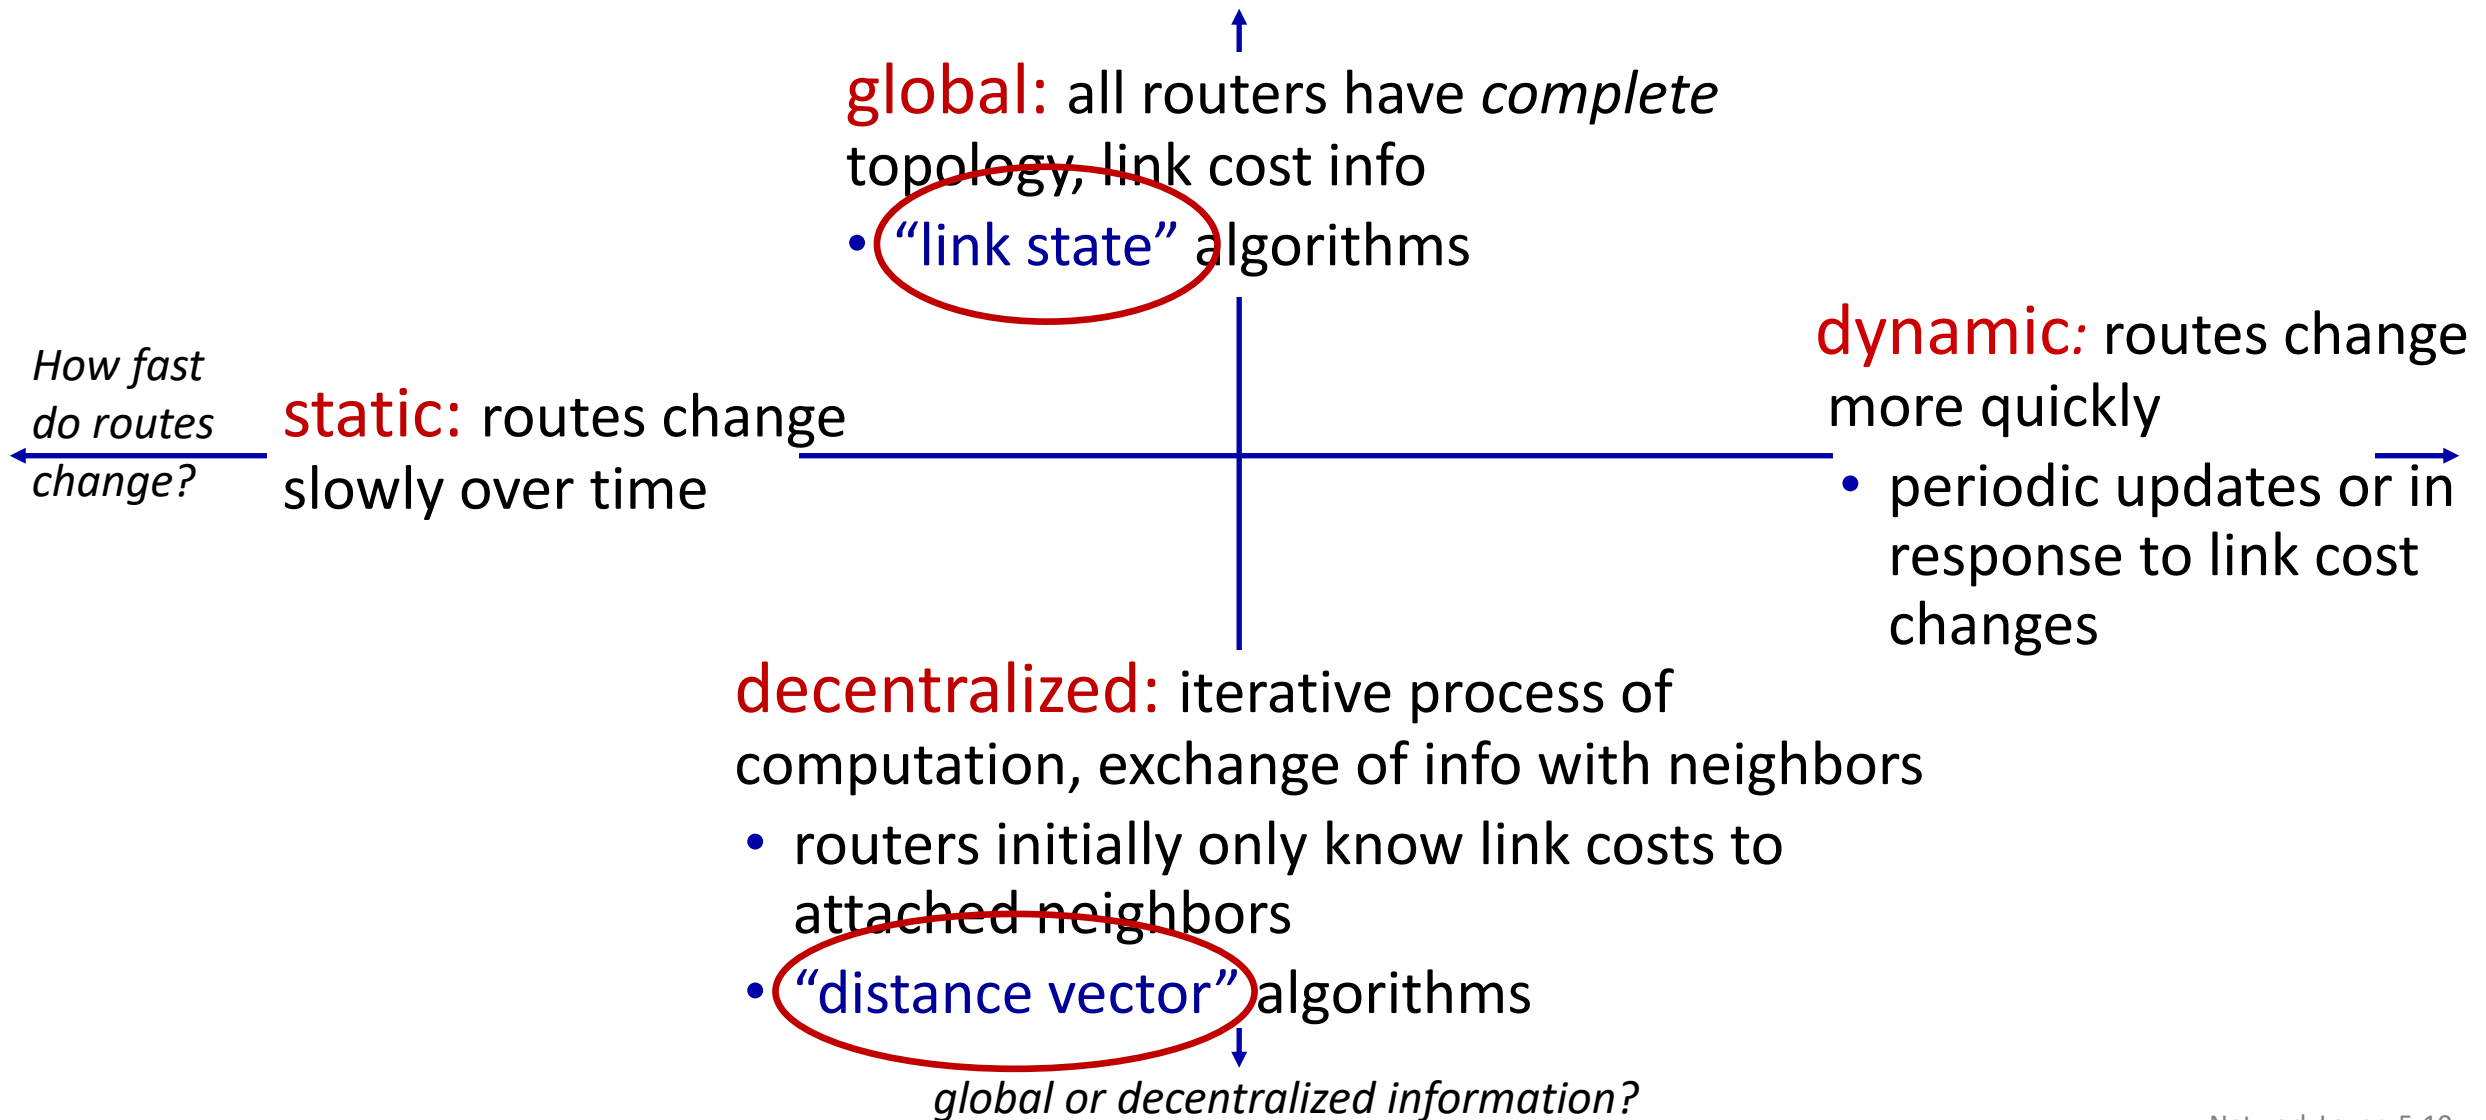 global: all routers have complete
topology, link cost info
• “link state” algorithms
How fast
do routes
change?
static: routes change
slowly over time
dynamic: routes change
more quickly
• periodic updates or in
response to link cost
changes
decentralized: iterative process of
computation, exchange of info with neighbors
• routers initially only know link costs to
attached neighbors
• “distance vector” algorithms
global or decentralized information?